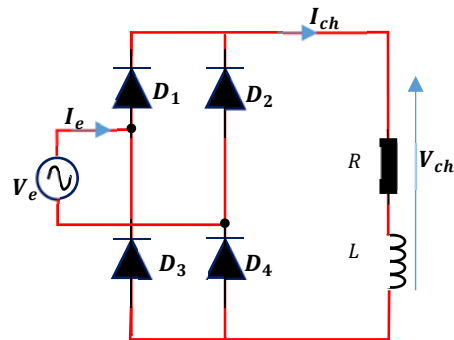 I_ch
D_1
D_2
I_e
R
V_ch
V_e
L
D_3
D_4